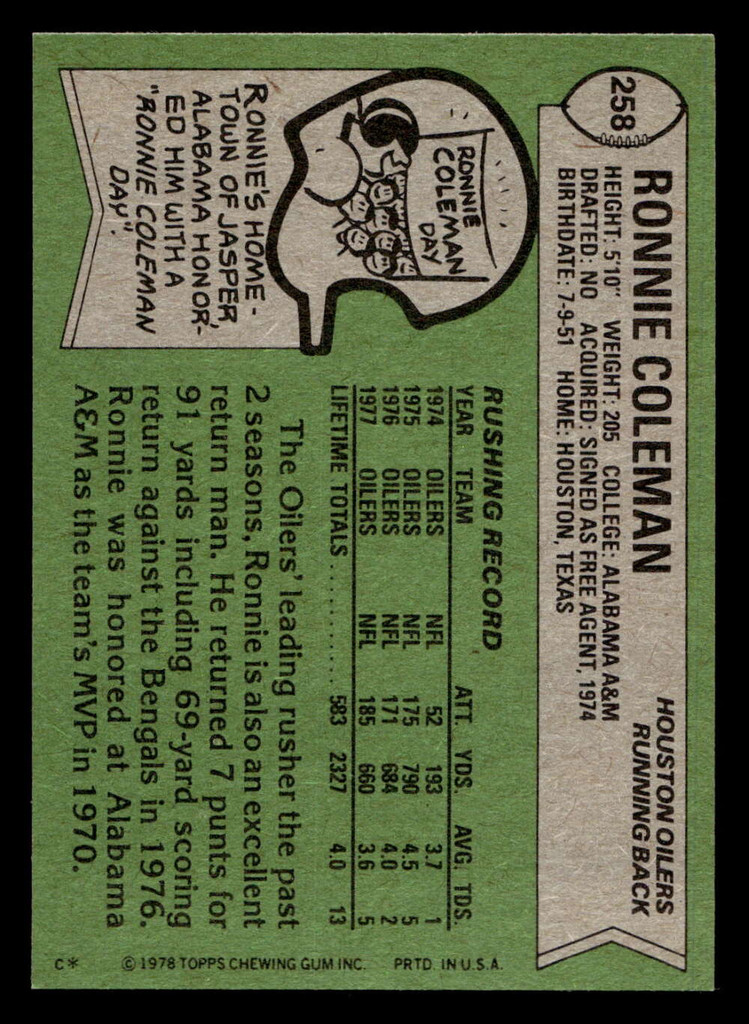 258
RONNIE COLEMAN
HOUSTON OILERS
RUNNING BACK
HEIGHT: 5'10" WEIGHT: 205 COLLEGE: ALABAMA A&M
DRAFTED: NO ACQUIRED: SIGNED AS FREE AGENT, 1974
BIRTHDATE: 7-9-51 HOME: HOUSTON, TEXAS
RONNIE
COLEMAN
DAY
RONNIE'S HOME-
TOWN OF JASPER,
ALABAMA HONOR-
ED HIM WITH A
"RONNIE COLEMAN
DAY".
RUSHING RECORD
YEAR TEAM ATT. YDS. AVG. TDS.
1974 OILERS NFL 52 193 3.7 1
1975 OILERS NFL 175 790 4.5 5
1976 OILERS NFL 171 684 4.0 2
1977 OILERS NFL 185 660 3.6 5
LIFETIME TOTALS .......... 583 2327 4.0 13
The Oilers' leading rusher the past
2 seasons, Ronnie is also an excellent
return man. He returned 7 punts for
91 yards including 69-yard scoring
return against the Bengals in 1976.
Ronnie was honored at Alabama
A&M as the team's MVP in 1970.
C* © 1978 TOPPS CHEWING GUM INC. PRTD. IN U.S.A.